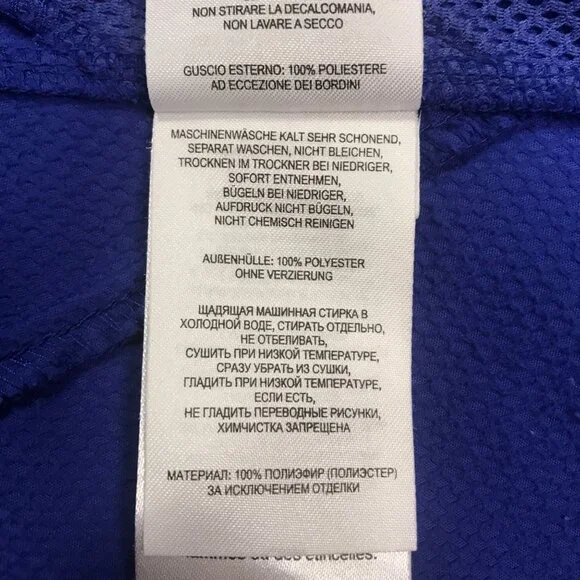 NON STIRARE LA DECALCOMANIA,
NON LAVARE A SECCO
GUSCIO ESTERNO: 100% POLIESTERE
AD ECCEZIONE DEI BORDINI
MASCHINENWÄSCHE KALT SEHR SCHONEND,
SEPARAT WASCHEN, NICHT BLEICHEN,
TROCKNEN IM TROCKNER BEI NIEDRIGER,
SOFORT ENTNEHMEN,
BÜGELN BEI NIEDRIGER,
AUFDRUCK NICHT BÜGELN,
NICHT CHEMISCH REINIGEN
AUßENHÜLLE: 100% POLYESTER
OHNE VERZIERUNG
ЩАДЯЩАЯ МАШИННАЯ СТИРКА В
ХОЛОДНОЙ ВОДЕ, СТИРАТЬ ОТДЕЛЬНО,
НЕ ОТБЕЛИВАТЬ,
СУШИТЬ ПРИ НИЗКОЙ ТЕМПЕРАТУРЕ,
СРАЗУ УБРАТЬ ИЗ СУШКИ,
ГЛАДИТЬ ПРИ НИЗКОЙ ТЕМПЕРАТУРЕ,
ЕСЛИ ЕСТЬ,
НЕ ГЛАДИТЬ ПЕРЕВОДНЫЕ РИСУНКИ,
ХИМЧИСТКА ЗАПРЕЩЕНА
МАТЕРИАЛ: 100% ПОЛИЭФИР (ПОЛИЭСТЕР)
ЗА ИСКЛЮЧЕНИЕМ ОТДЕЛКИ
des étincelles.